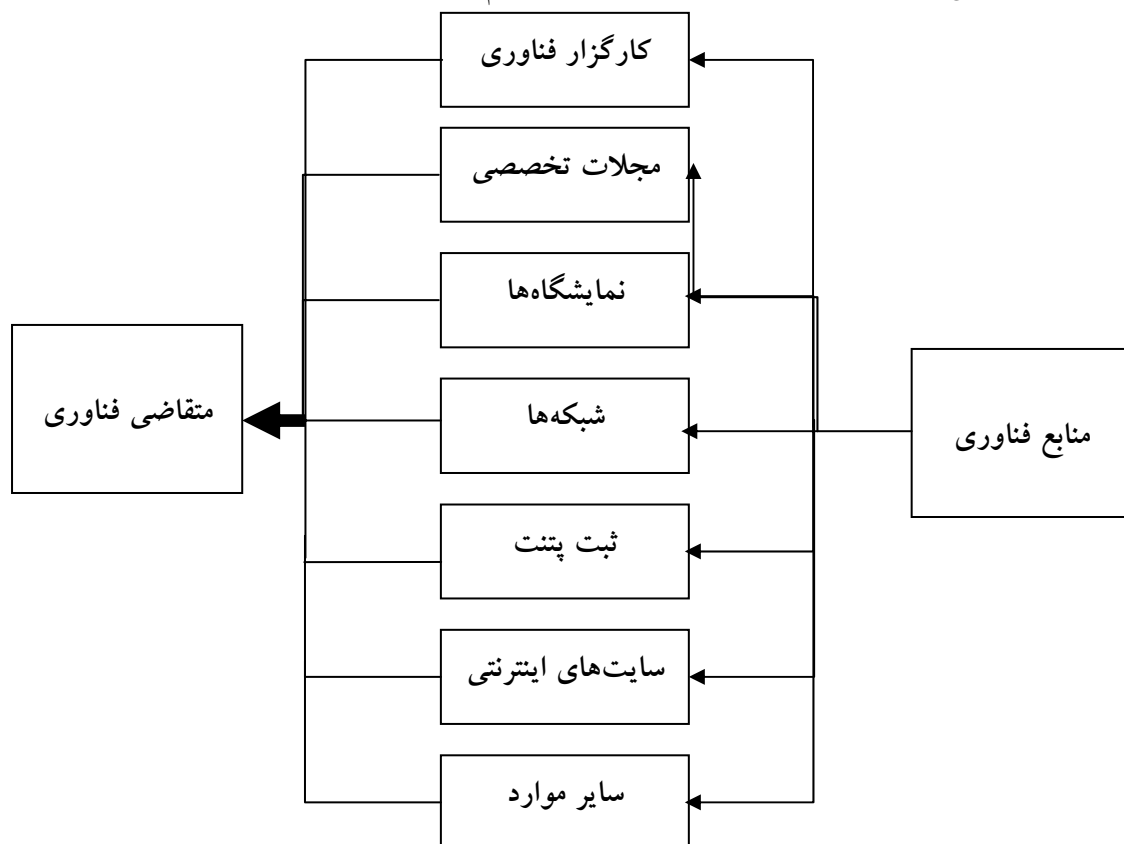 کارگزار فناوری
مجلات تخصصی
نمایشگاه‌ها
شبکه‌ها
ثبت پتنت
سایت‌های اینترنتی
سایر موارد
منابع فناوری
متقاضی فناوری